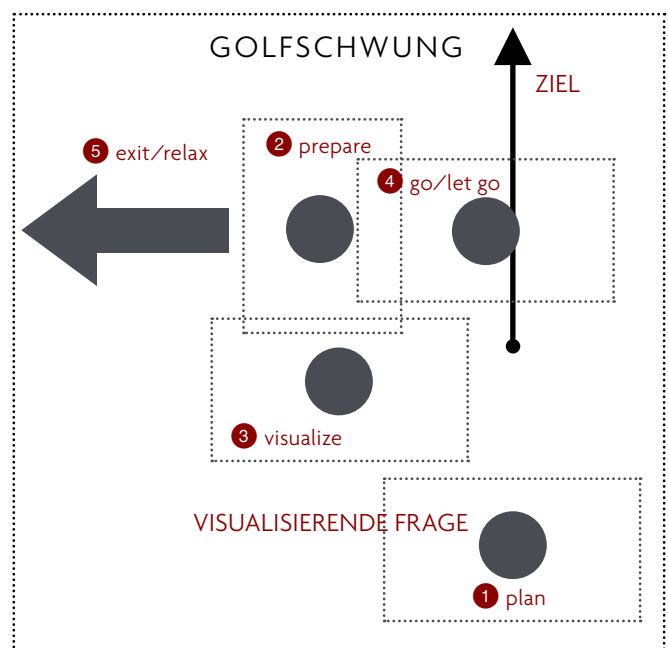 GOLFSCHWUNG
ZIEL
5 exit/relax
2 prepare
4 go/let go
3 visualize
VISUALISIERENDE FRAGE
1 plan